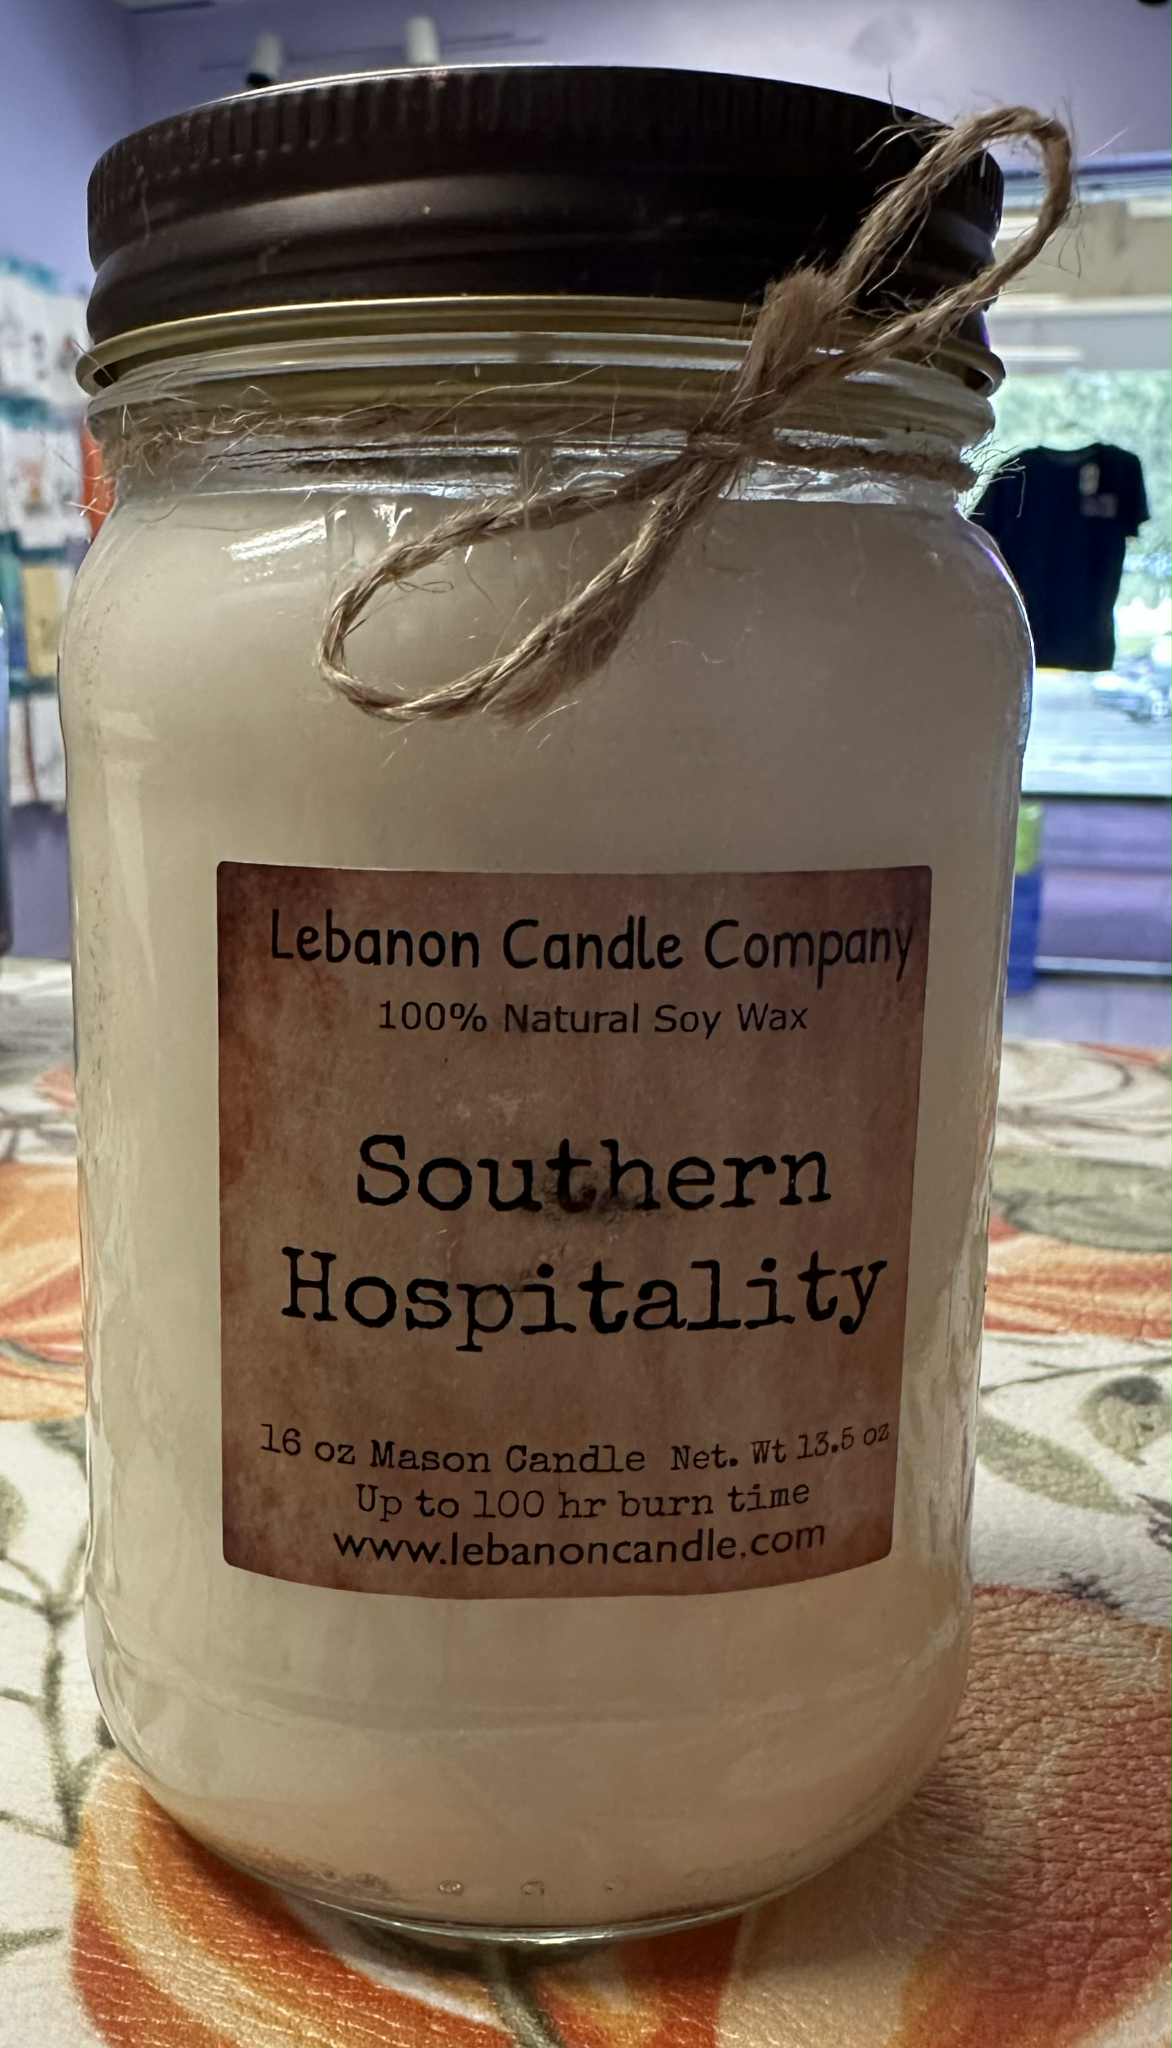 Lebanon Candle Company
100% Natural Soy Wax
Southern
Hospitality
16 oz Mason Candle Net. Wt 13.5 oz
Up to 100 hr burn time
www.lebanoncandle.com